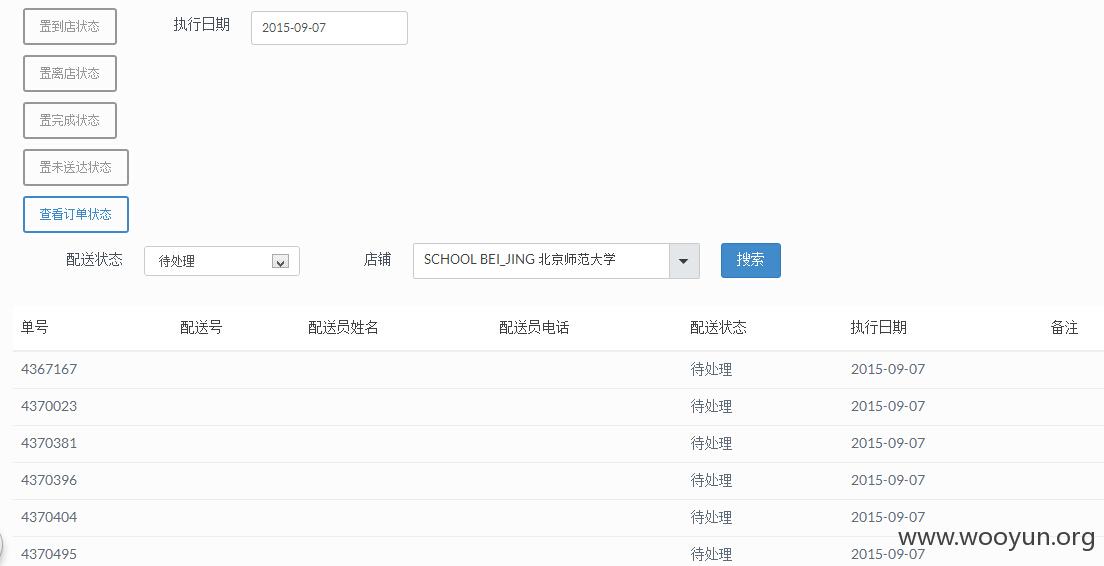 置到店状态 执行日期 2015-09-07
置离店状态
置完成状态
置未送达状态
查看订单状态
配送状态 待处理 店铺 SCHOOL BEI_JING 北京师范大学 搜索
单号 配送号 配送员姓名 配送员电话 配送状态 执行日期 备注
4367167 待处理 2015-09-07
4370023 待处理 2015-09-07
4370381 待处理 2015-09-07
4370396 待处理 2015-09-07
4370404 待处理 2015-09-07
www.wooyun.org
4370495 待处理 2015-09-07